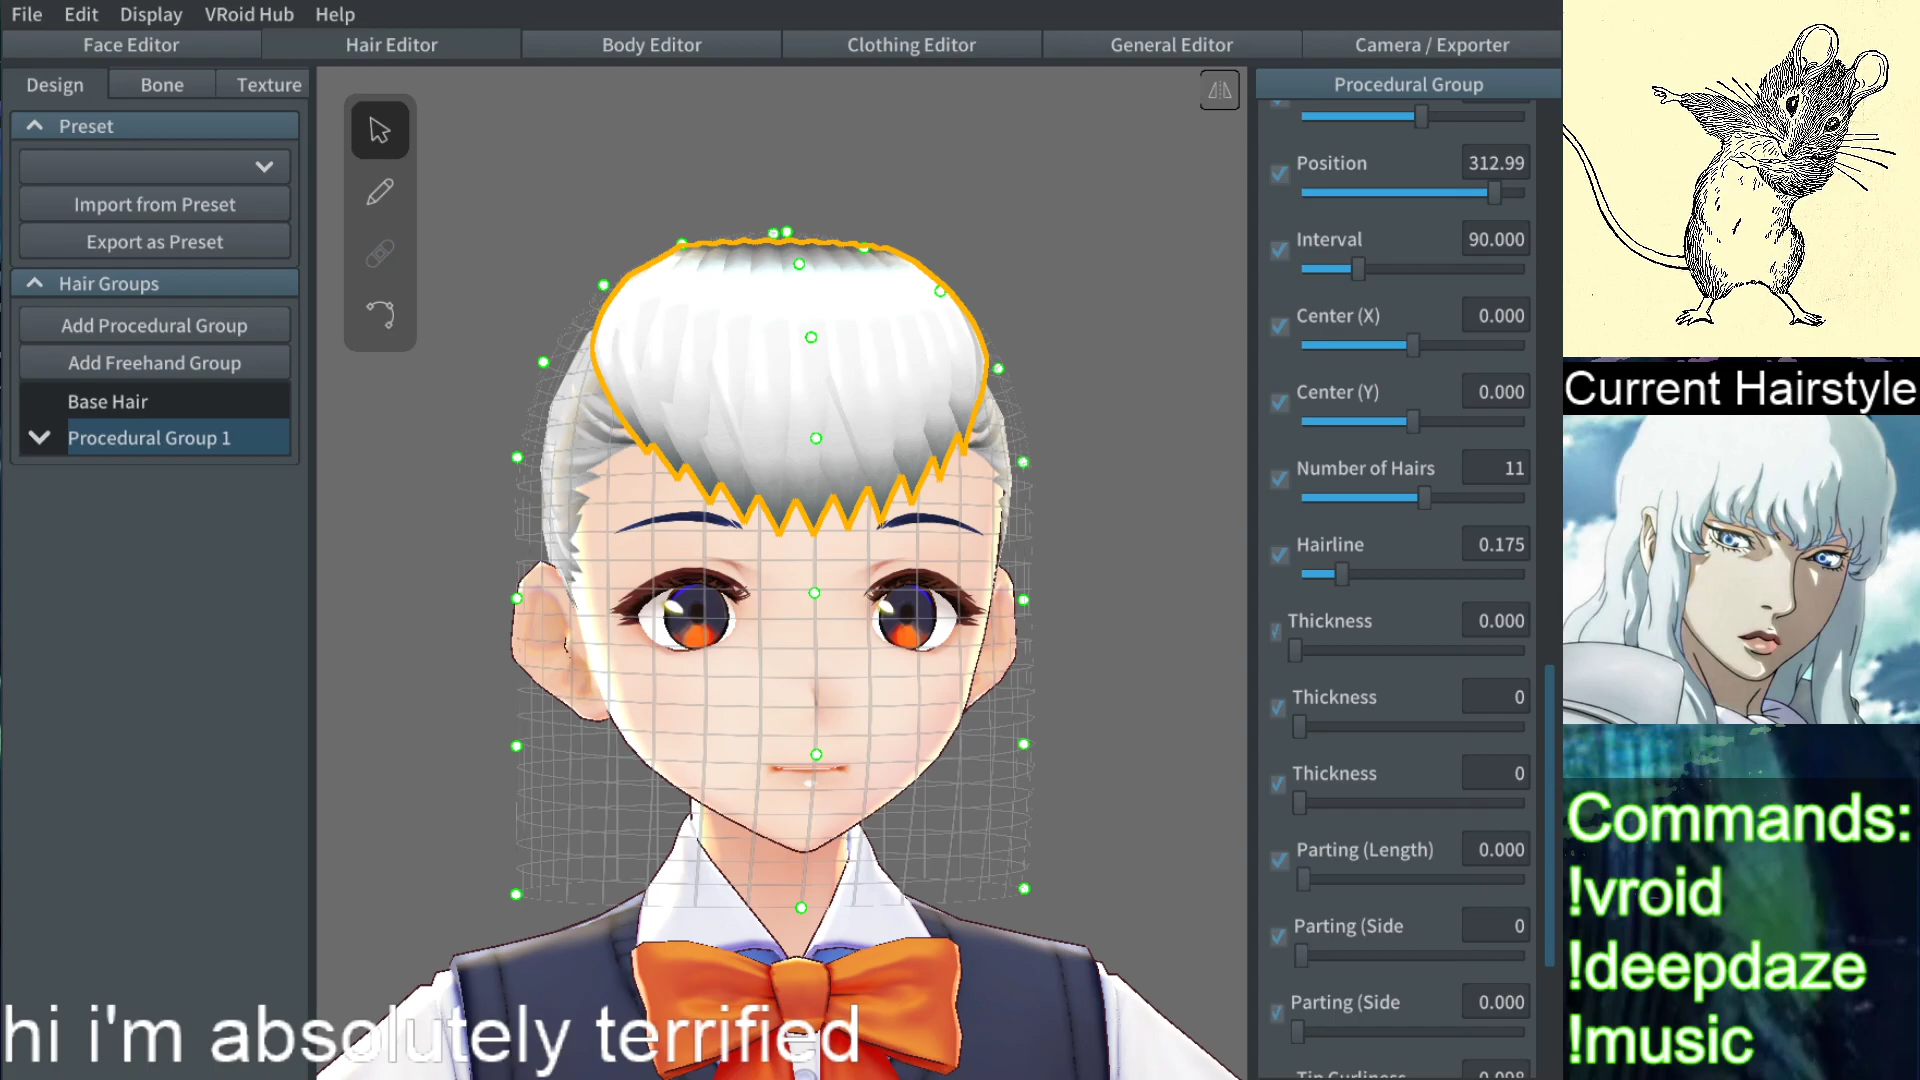 File Edit Display VRoid Hub Help
Face Editor Hair Editor Body Editor Clothing Editor General Editor Camera / Exporter
Design Bone Texture
Preset
Import from Preset
Export as Preset
Hair Groups
Add Procedural Group
Add Freehand Group
Base Hair
Procedural Group 1
Procedural Group
Position 312.99
Interval 90.000
Center (X) 0.000
Center (Y) 0.000
Number of Hairs 11
Hairline 0.175
Thickness 0.000
Thickness 0
Thickness 0
Parting (Length) 0.000
Parting (Side 0
Parting (Side 0.000
Current Hairstyle
Commands:
!vroid
!deepdaze
!music
hi i'm absolutely terrified